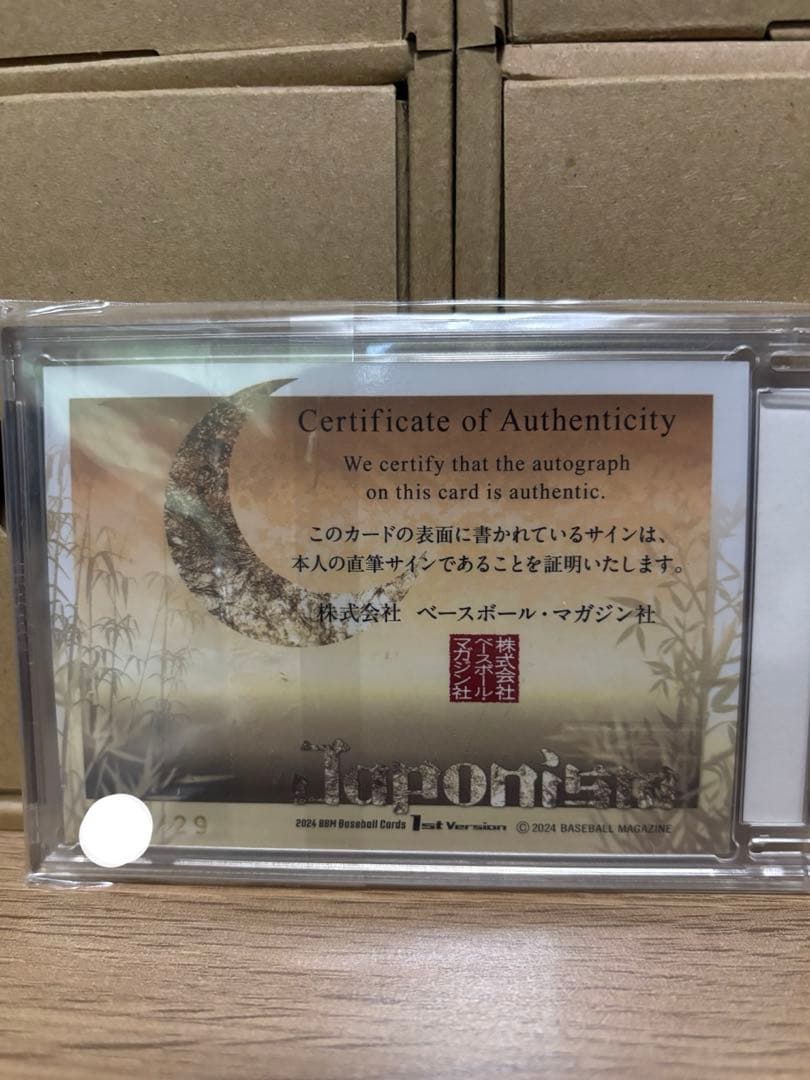 Certificate of Authenticity
We certify that the autograph
on this card is authentic.
このカードの表面に書かれているサインは、
本人の直筆サインであることを証明いたします。
株式会社 ベースボール・マガジン社
株式会社
ベースボール
マガジン社
Japonism
/29
2024 BBM Baseball Cards 1st Version © 2024 BASEBALL MAGAZINE